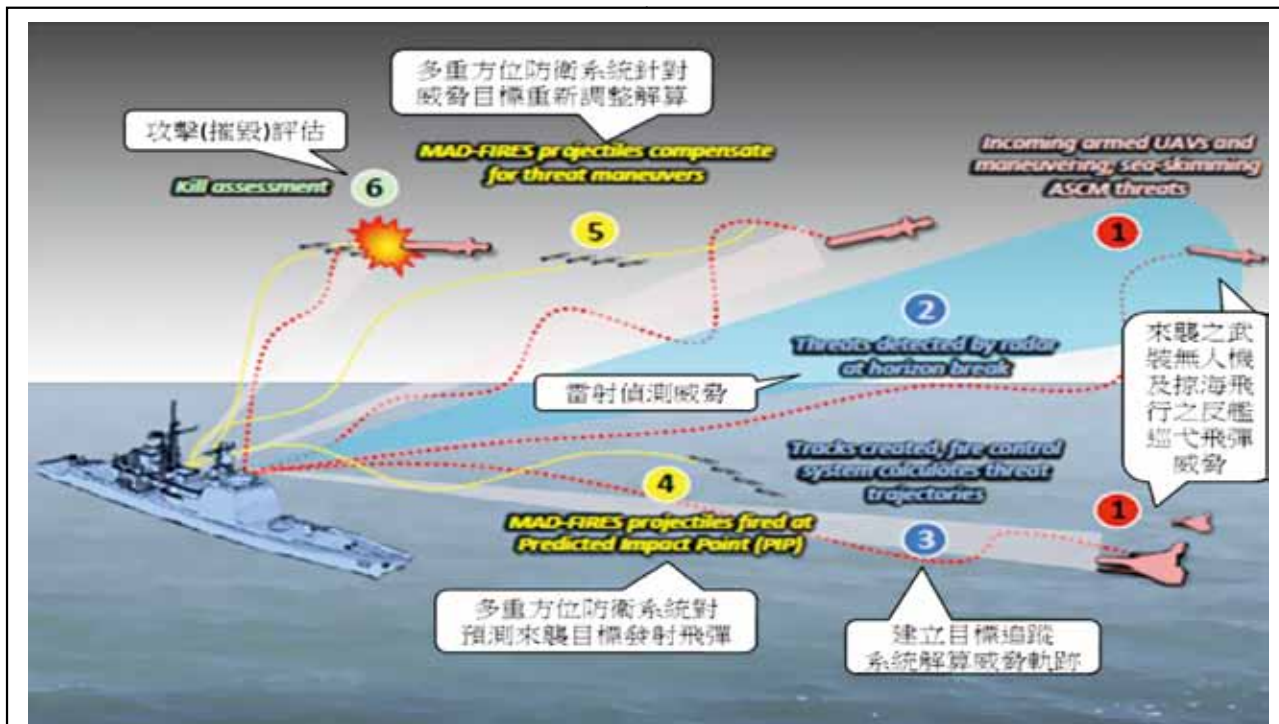 多重方位防衛系統針對
威脅目標重新調整解算
攻擊(摧毀)評估
MAD-FIRES projectiles compensate
for threat maneuvers
Incoming armed UAVs and
maneuvering, sea-skimming
ASCM threats
Kill assessment
6
5
1
2
Threats detected by radar
at horizon break
雷射偵測威脅
來襲之武
裝無人機
及掠海飛
行之反艦
巡弋飛彈
威脅
Tracks created, fire control
system calculates threat
trajectories
4
1
MAD-FIRES projectiles fired at
Predicted Impact Point (PIP)
3
多重方位防衛系統對
預測來襲目標發射飛彈
建立目標追蹤
系統解算威脅軌跡